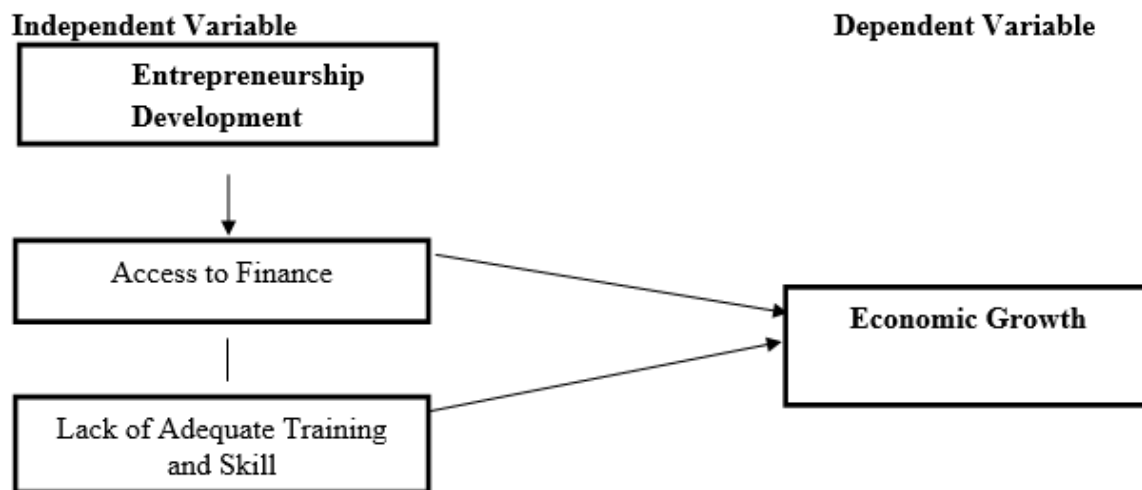 Independent Variable
Dependent Variable
Entrepreneurship
Development
Access to Finance
Economic Growth
Lack of Adequate Training
and Skill